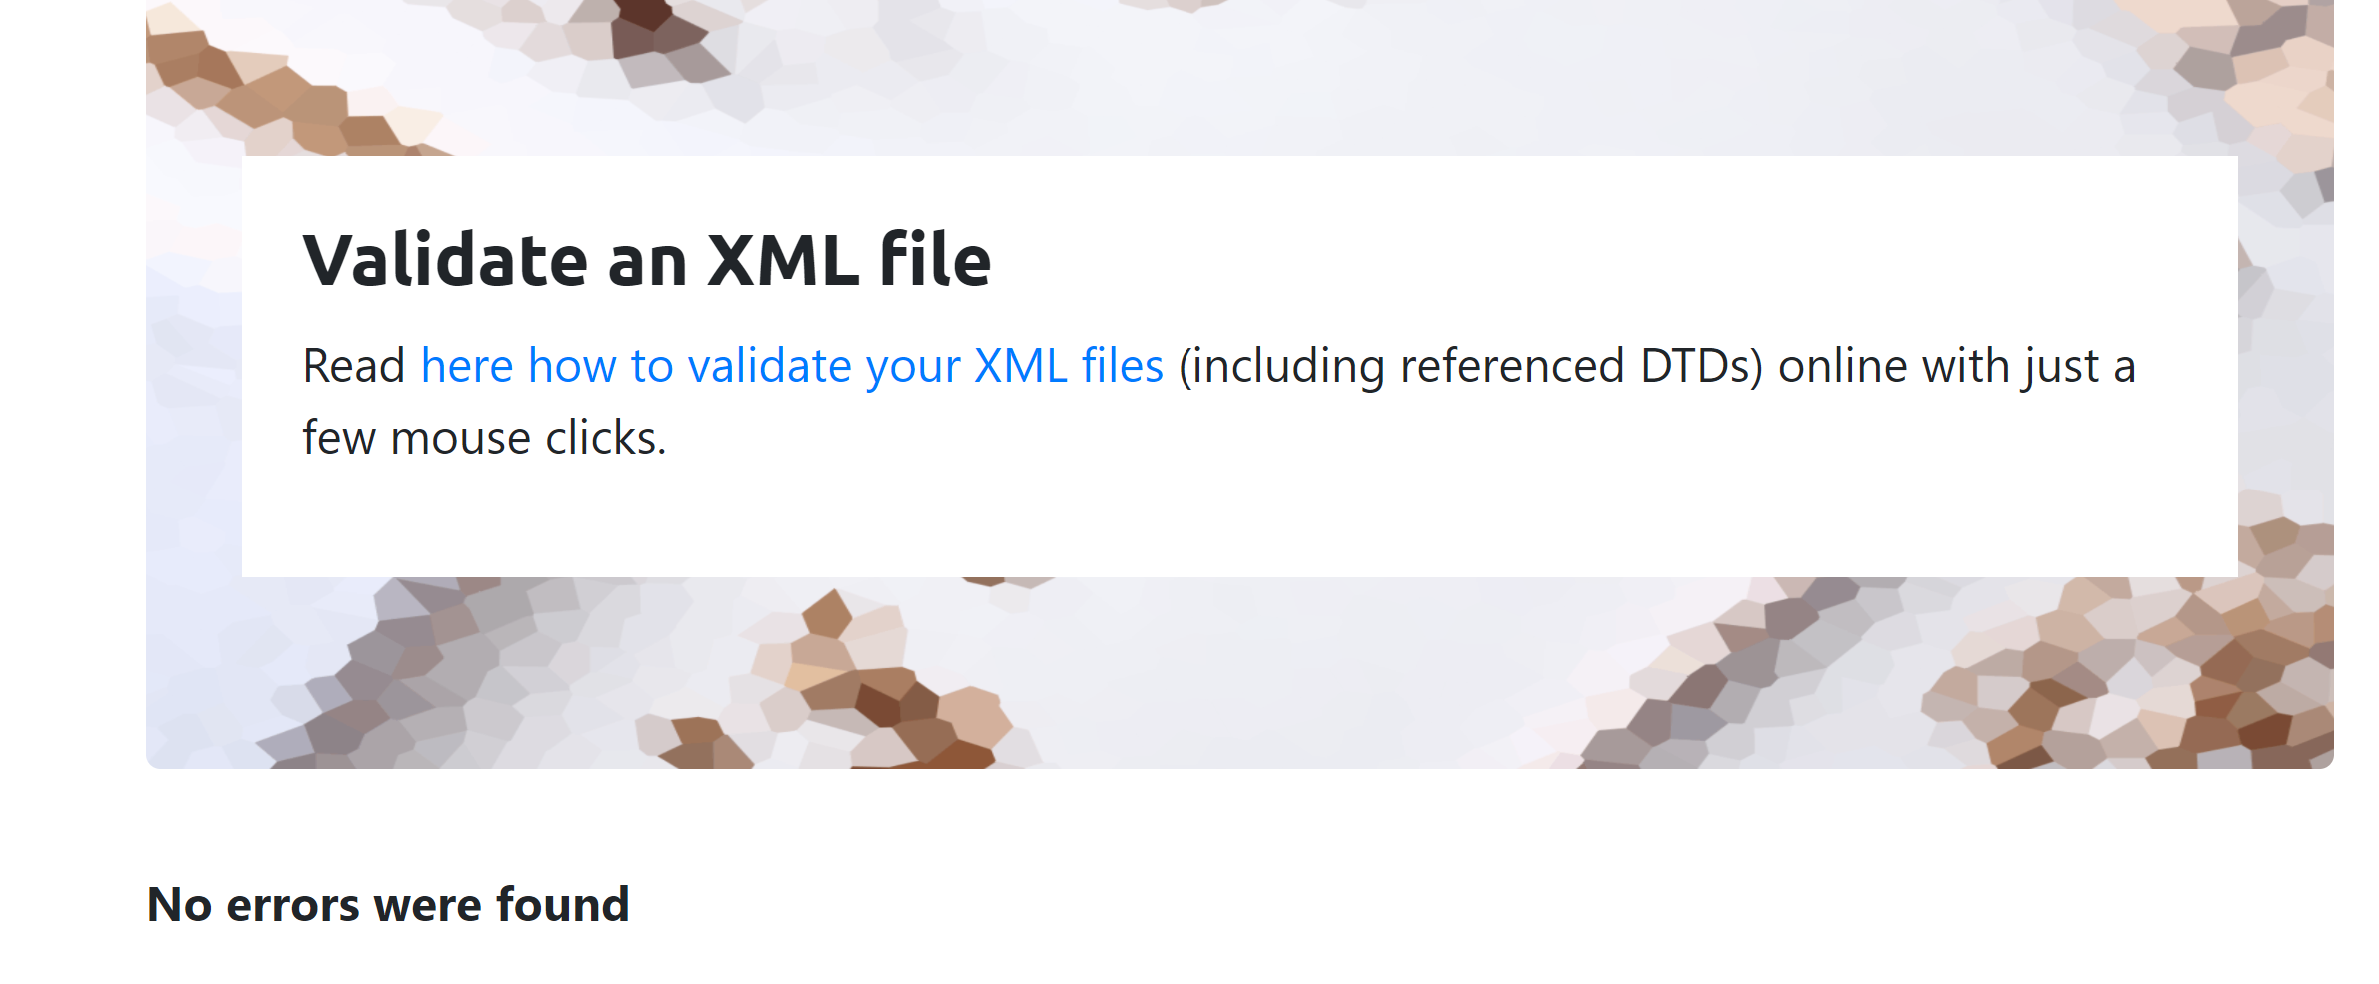 Validate an XML file
Read here how to validate your XML files (including referenced DTDs) online with just a
few mouse clicks.
No errors were found